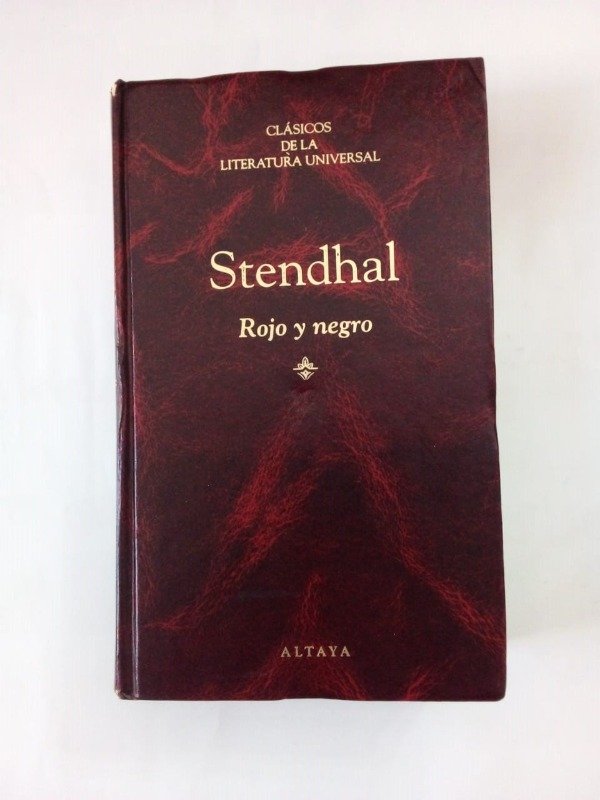 CLÁSICOS
DE LA
LITERATURA UNIVERSAL
Stendhal
Rojo y negro
ALTAYA